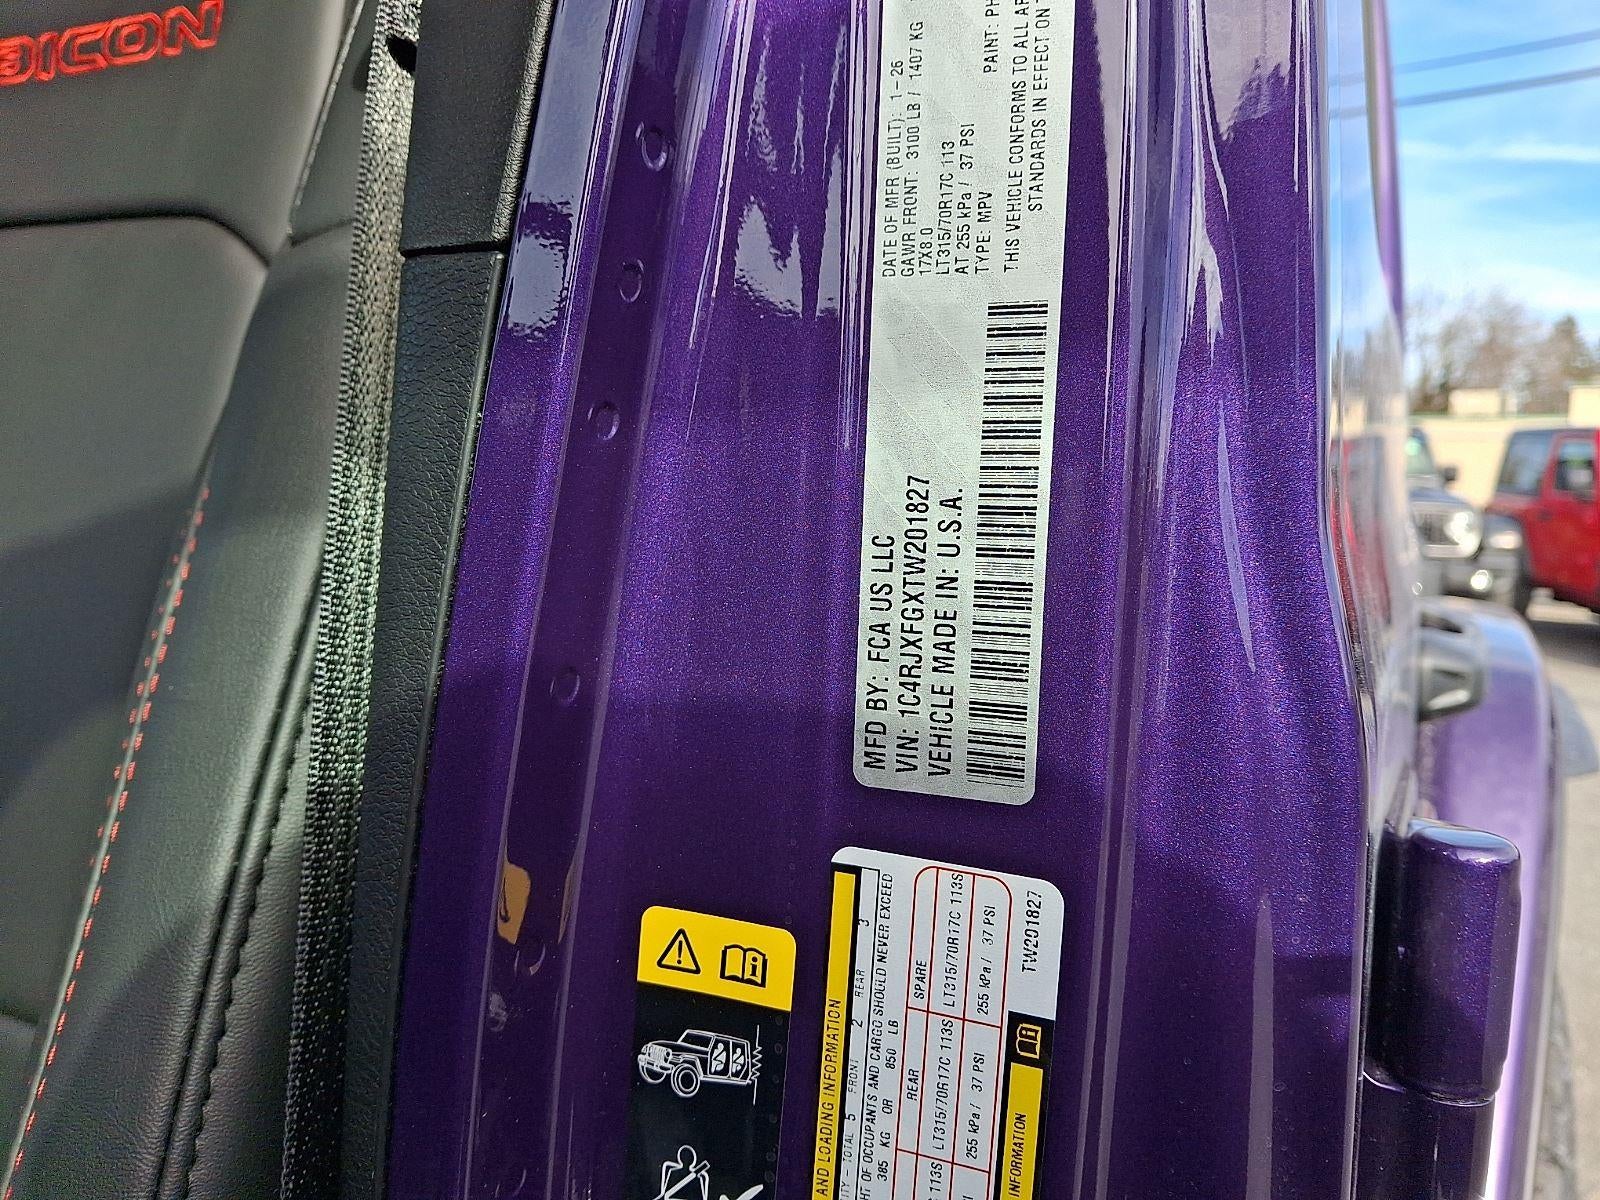 BICON
MFD BY: FCA US LLC
VIN: 1C4RJXFGXTW201827
VEHICLE MADE IN: U.S.A.
DATE OF MFR (BUILT): 1-26
GAWR FRONT: 3100 LB / 1407 KG
17X8.0
LT315/70R17C 113
AT 255 kPa / 37 PSI
TYPE: MPV PAINT: PH
THIS VEHICLE CONFORMS TO ALL AP
STANDARDS IN EFFECT ON
AND LOADING INFORMATION
TOTAL 5 FRONT 2 REAR 3
OF OCCUPANTS AND CARGO SHOULD NEVER EXCEED
385 KG OR 850 LB
REAR SPARE
113S LT315/70R17C 113S LT315/70R17C 113S
PSI 255 kPa / 37 PSI 255 kPa / 37 PSI
TW201827
INFORMATION